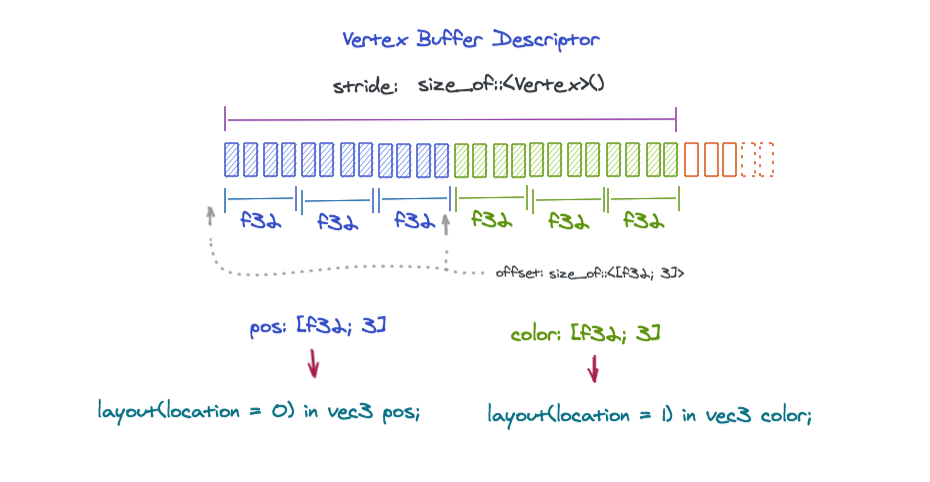 Vertex Buffer Descriptor
stride: size_of::<Vertex>()
f32 f32 f32 f32 f32 f32
offset: size_of::<[f32; 3]>
pos: [f32; 3] color: [f32; 3]
layout(location = 0) in vec3 pos; layout(location = 1) in vec3 color;